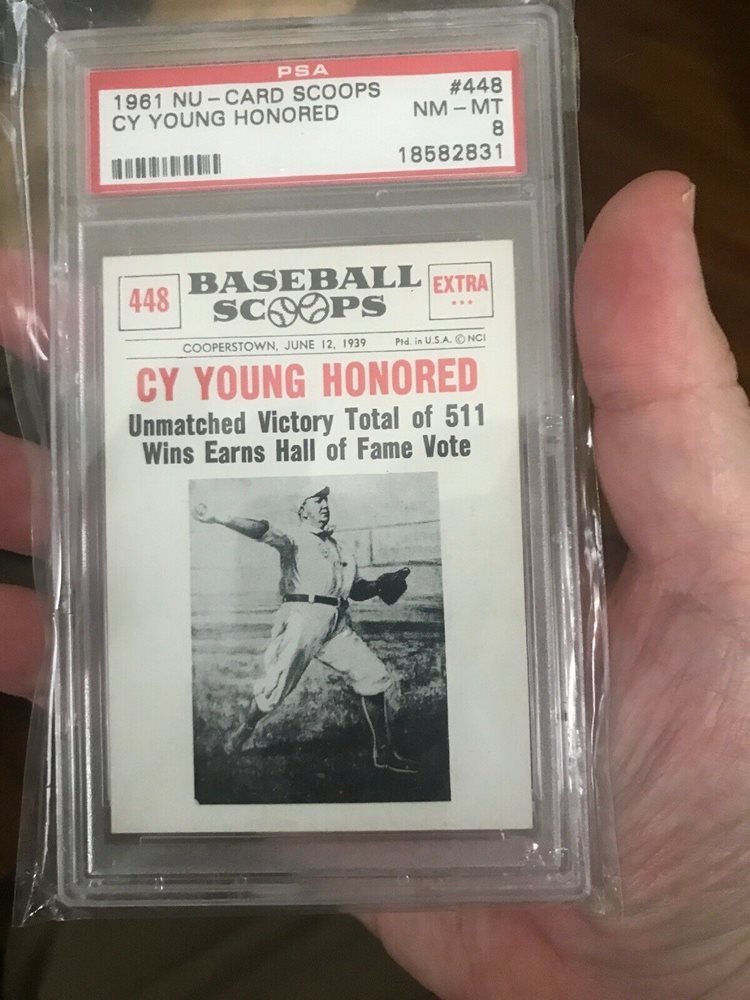 PSA
1961 NU-CARD SCOOPS #448
CY YOUNG HONORED NM-MT
8
18582831
448 BASEBALL SCOOPS EXTRA
COOPERSTOWN, JUNE 12, 1939 Ptd. in U.S.A. © NCI
CY YOUNG HONORED
Unmatched Victory Total of 511
Wins Earns Hall of Fame Vote